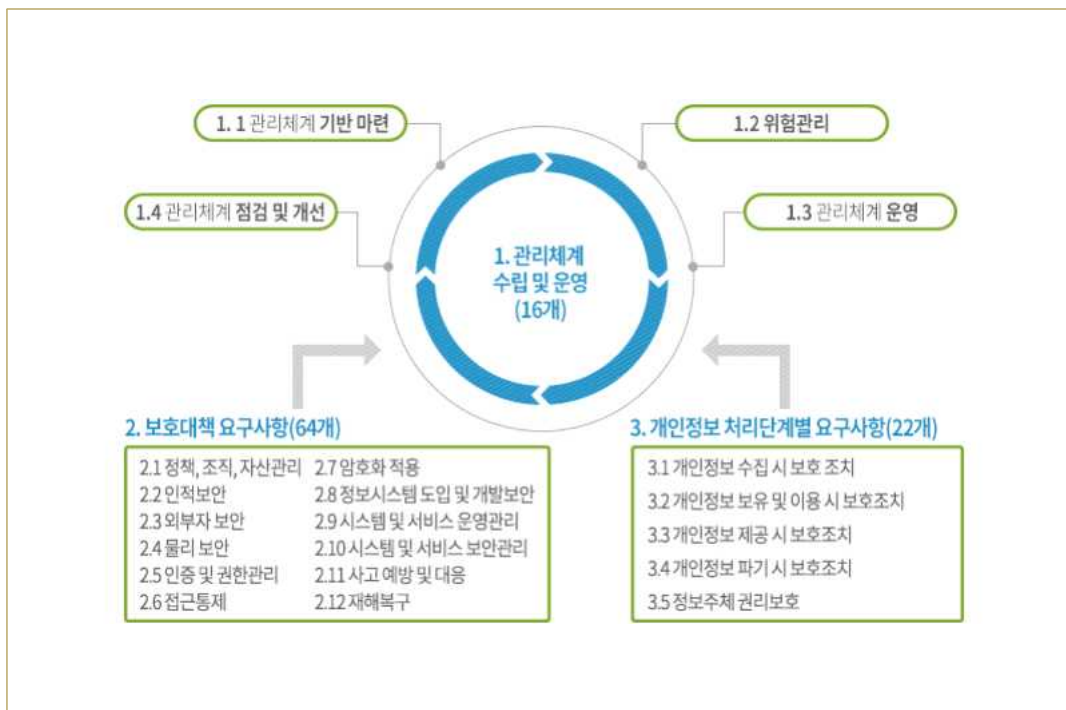 1. 1 관리체계 기반 마련
1.2 위험관리
1.4 관리체계 점검 및 개선
1.3 관리체계 운영
1. 관리체계
수립 및 운영
(16개)
2. 보호대책 요구사항(64개)
2.1 정책, 조직, 자산관리
2.2 인적보안
2.3 외부자 보안
2.4 물리 보안
2.5 인증 및 권한관리
2.6 접근통제
2.7 암호화 적용
2.8 정보시스템 도입 및 개발보안
2.9 시스템 및 서비스 운영관리
2.10 시스템 및 서비스 보안관리
2.11 사고 예방 및 대응
2.12 재해복구
3. 개인정보 처리단계별 요구사항(22개)
3.1 개인정보 수집 시 보호 조치
3.2 개인정보 보유 및 이용 시 보호조치
3.3 개인정보 제공 시 보호조치
3.4 개인정보 파기 시 보호조치
3.5 정보주체 권리보호